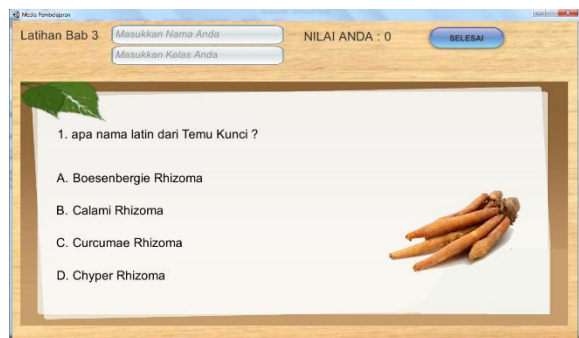 Media Pembelajaran
Latihan Bab 3
Masukkan Nama Anda
NILAI ANDA : 0
SELESAI
Masukkan Kelas Anda
1. apa nama latin dari Temu Kunci ?
A. Boesenbergie Rhizoma
B. Calami Rhizoma
C. Curcumae Rhizoma
D. Chyper Rhizoma